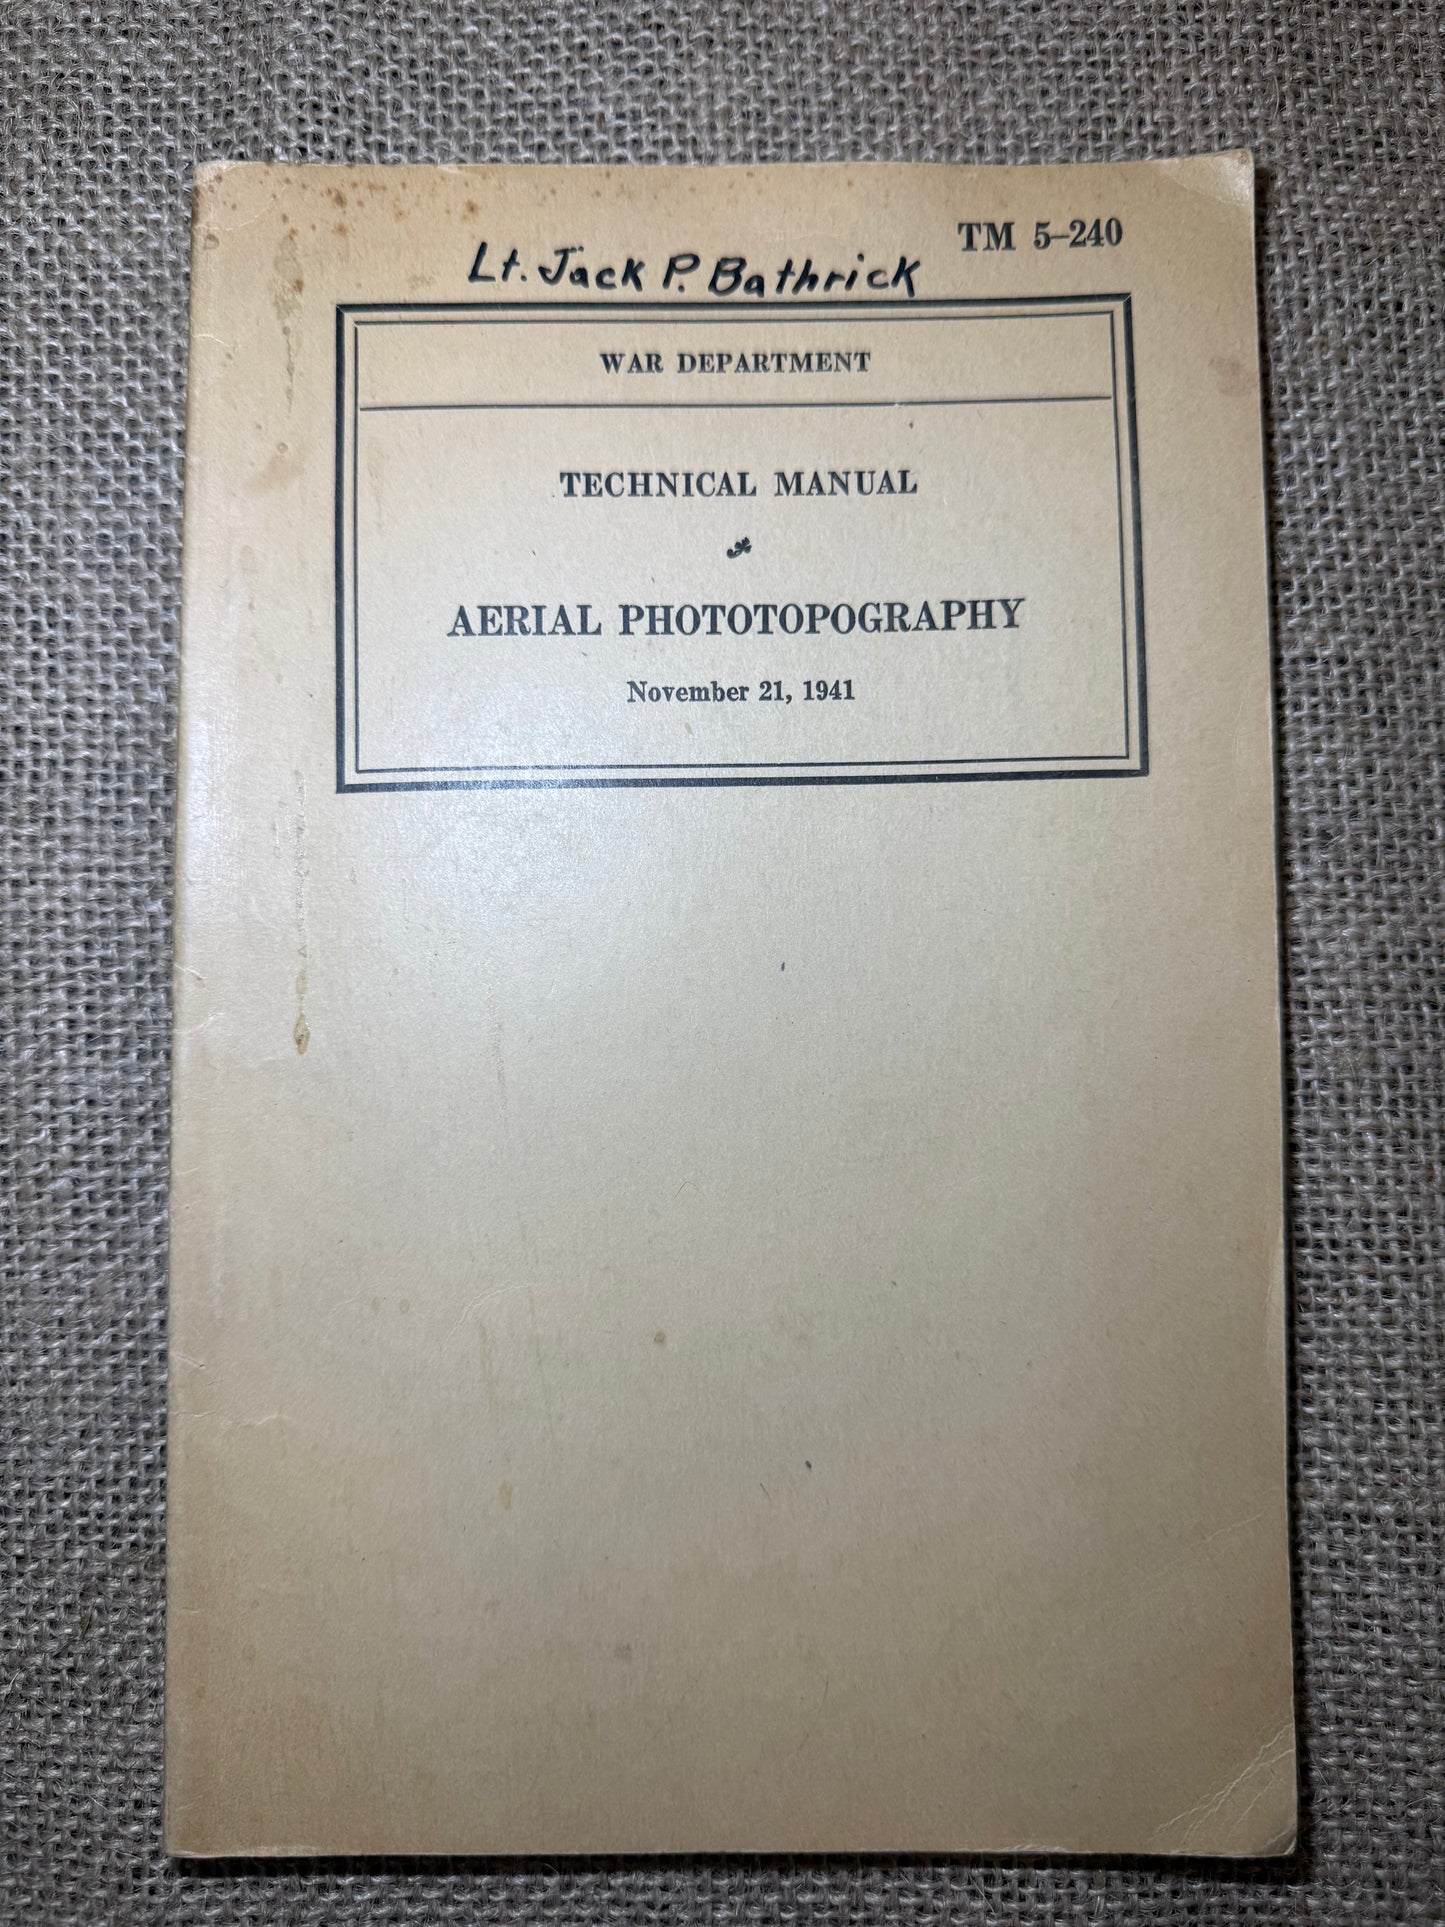 TM 5-240
Lt. Jack P. Bathrick
WAR DEPARTMENT
TECHNICAL MANUAL
AERIAL PHOTOTOPOGRAPHY
November 21, 1941